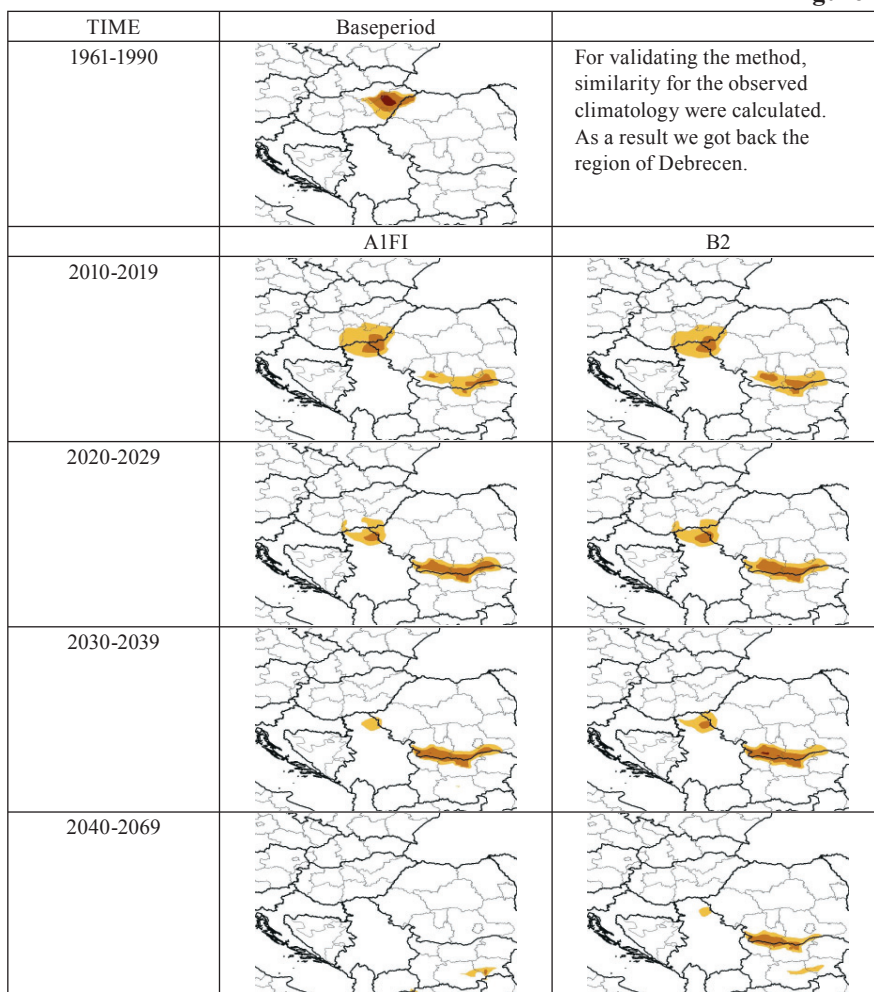 TIME
Baseperiod
1961-1990
For validating the method,
similarity for the observed
climatology were calculated.
As a result we got back the
region of Debrecen.
A1FI
B2
2010-2019
2020-2029
2030-2039
2040-2069